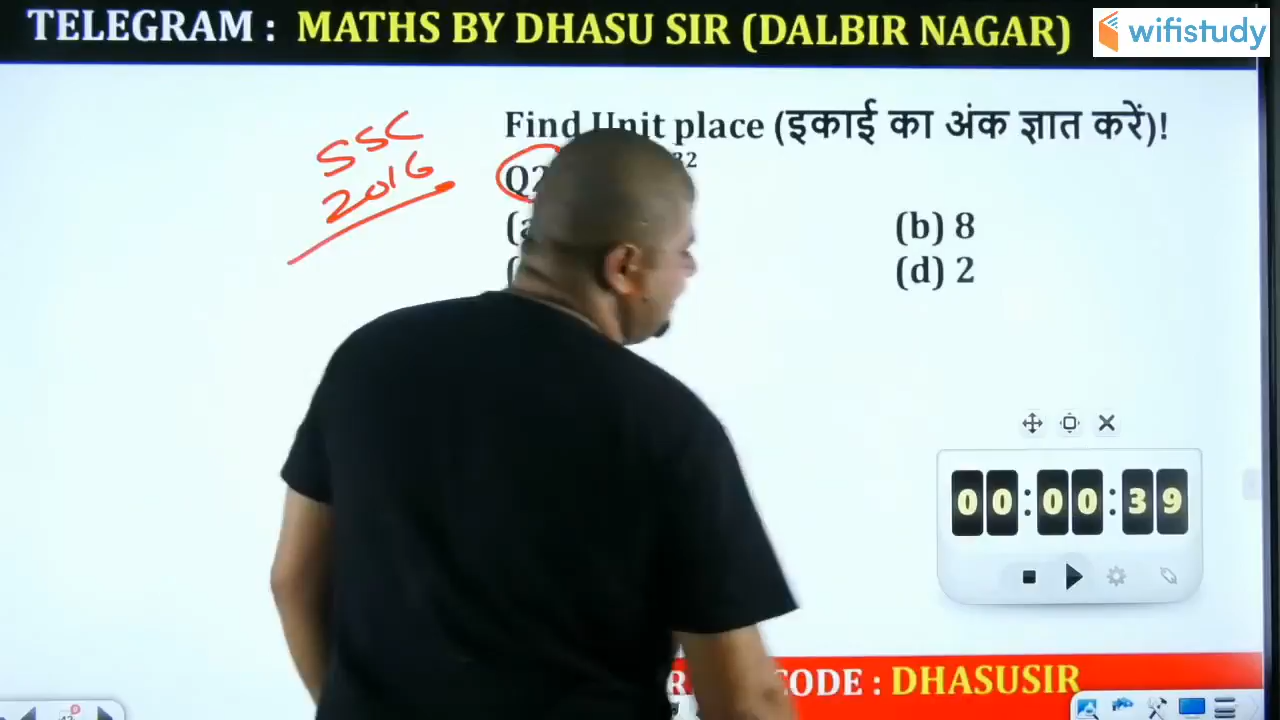 TELEGRAM : MATHS BY DHASU SIR (DALBIR NAGAR)
wifistudy
SSC
2016
Find Unit place (इकाई का अंक ज्ञात करें)!
(b) 8
(d) 2
00:00:39
CODE : DHASUSIR